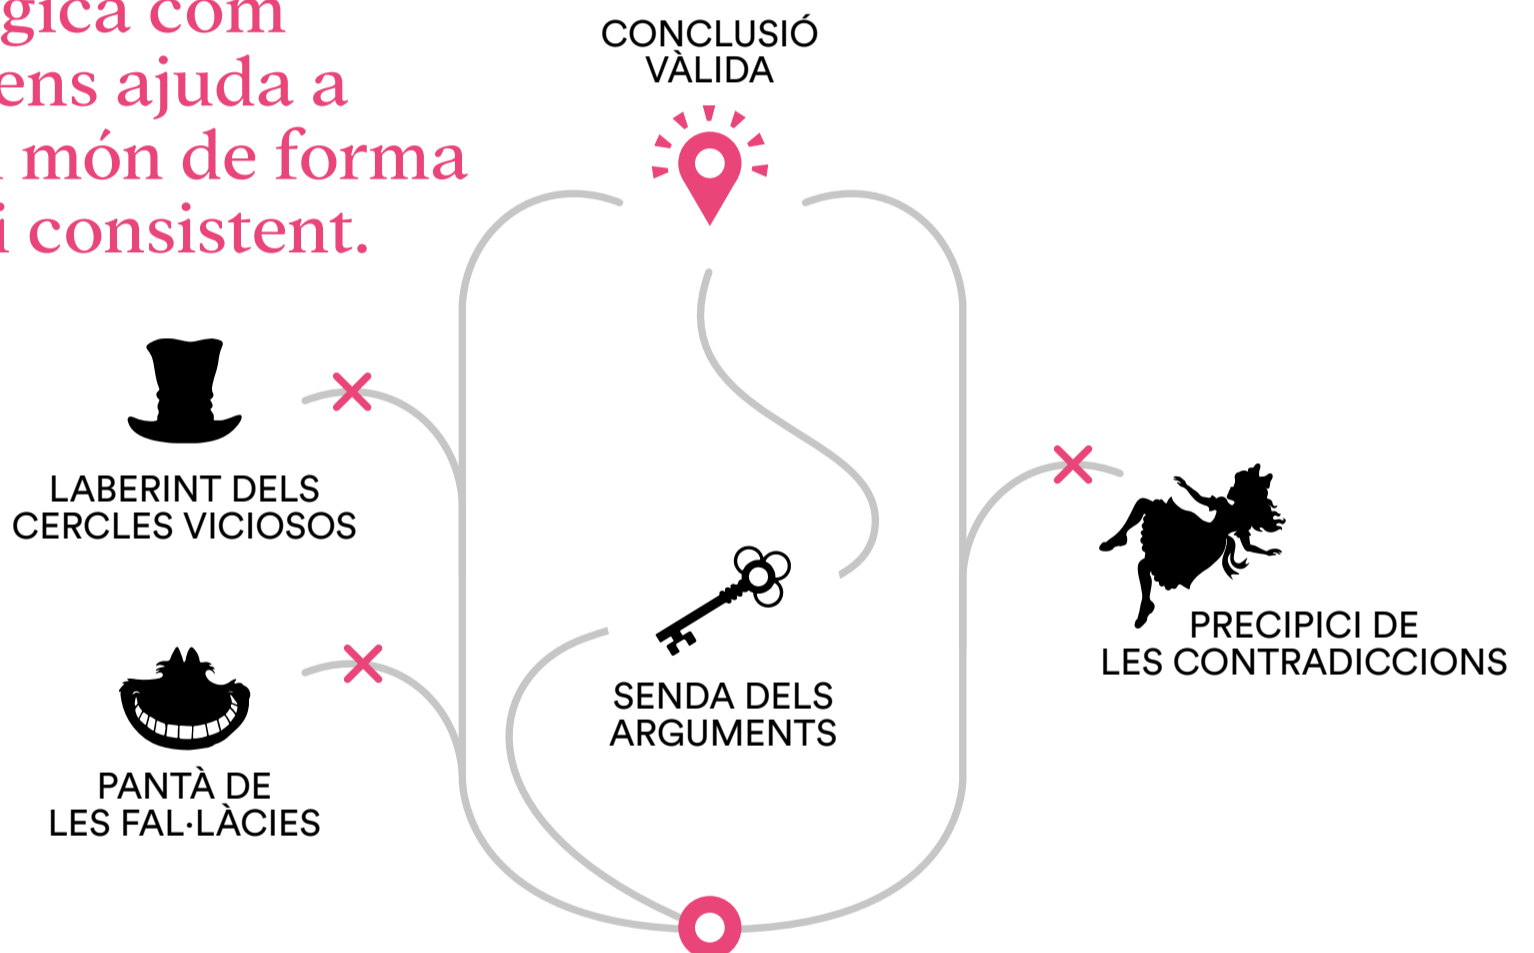 gica com
ens ajuda a
món de forma
i consistent.
CONCLUSIÓ
VÀLIDA
LABERINT DELS
CERCLES VICIOSOS
PRECIPICI DE
LES CONTRADICCIONS
SENDA DELS
ARGUMENTS
PANTÀ DE
LES FAL·LÀCIES